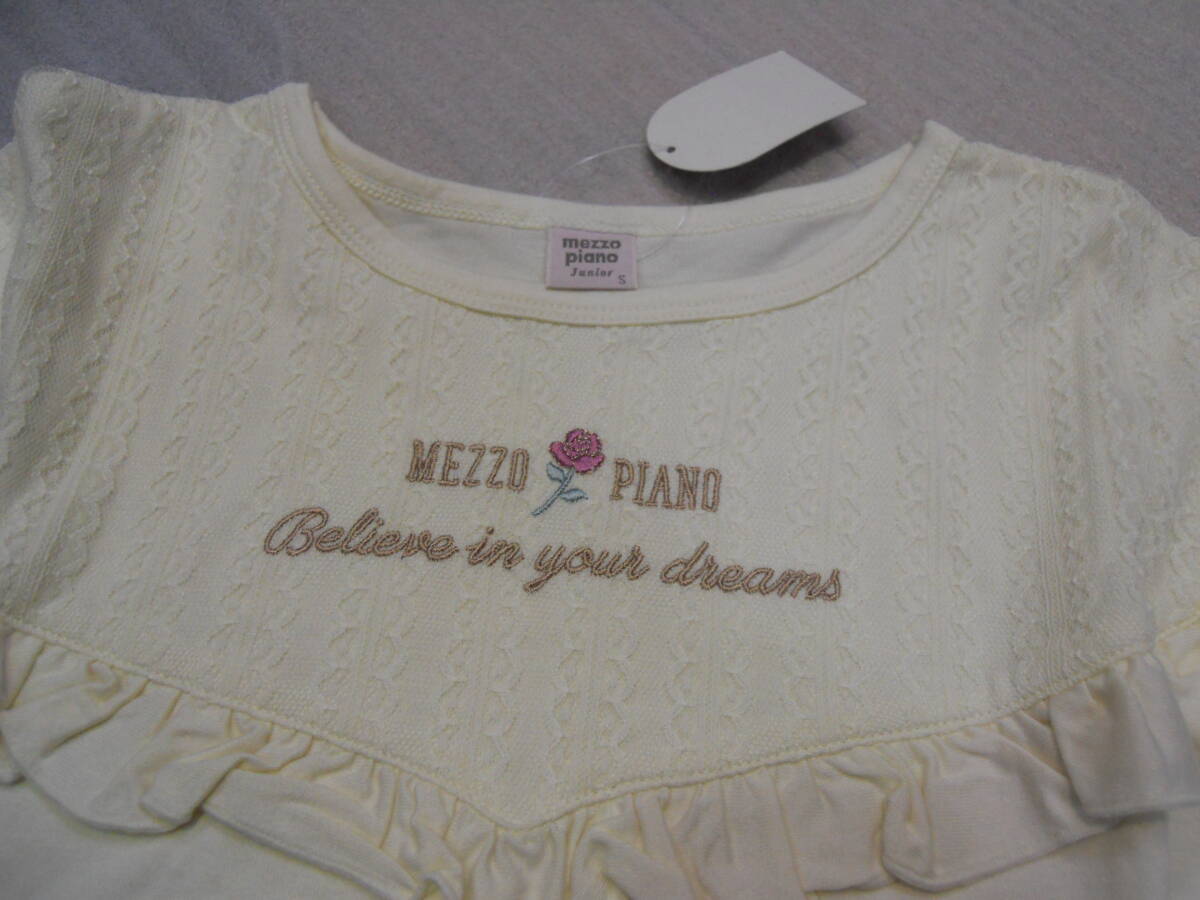 mezzo
piano
Junior S
MEZZO PIANO
Believe in your dreams